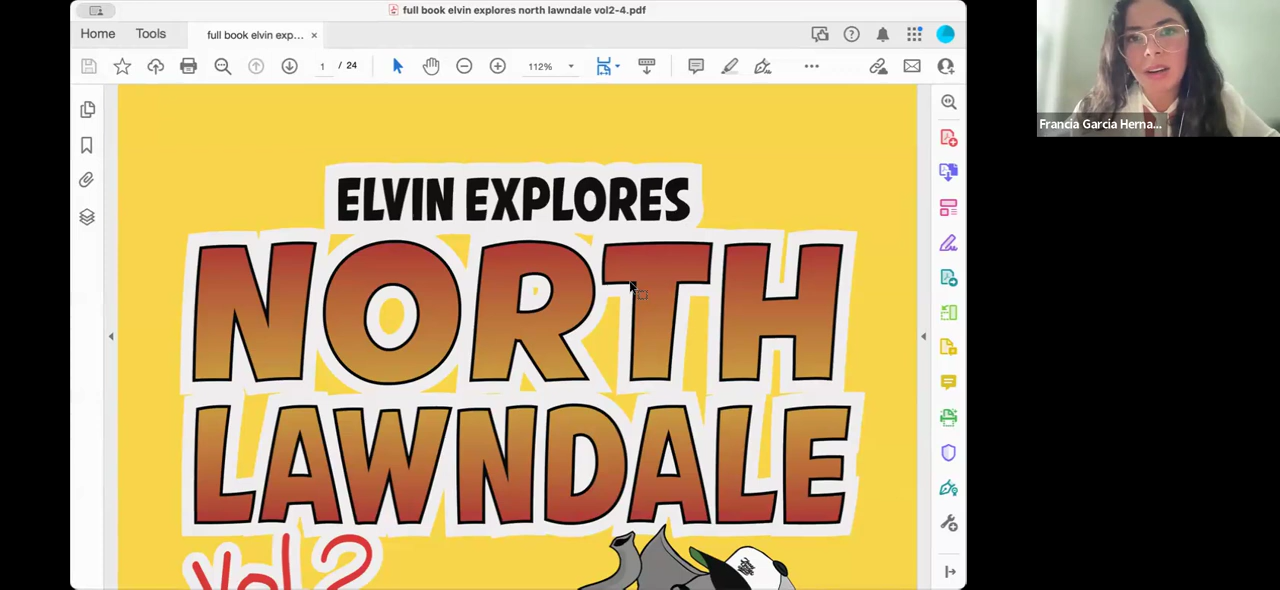 full book elvin explores north lawndale vol2-4.pdf
Home Tools full book elvin exp... ×
1 / 24 112%
Francia Garcia Herna...
ELVIN EXPLORES
NORTH
LAWNDALE
Vol 2